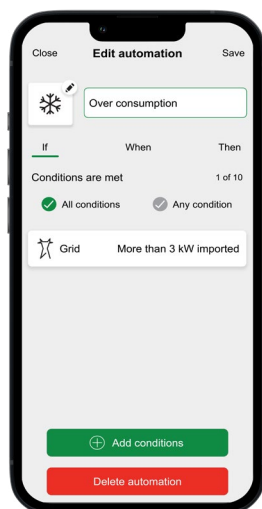 Close Edit automation Save
Over consumption
If When Then
Conditions are met 1 of 10
All conditions Any condition
Grid More than 3 kW imported
Add conditions
Delete automation